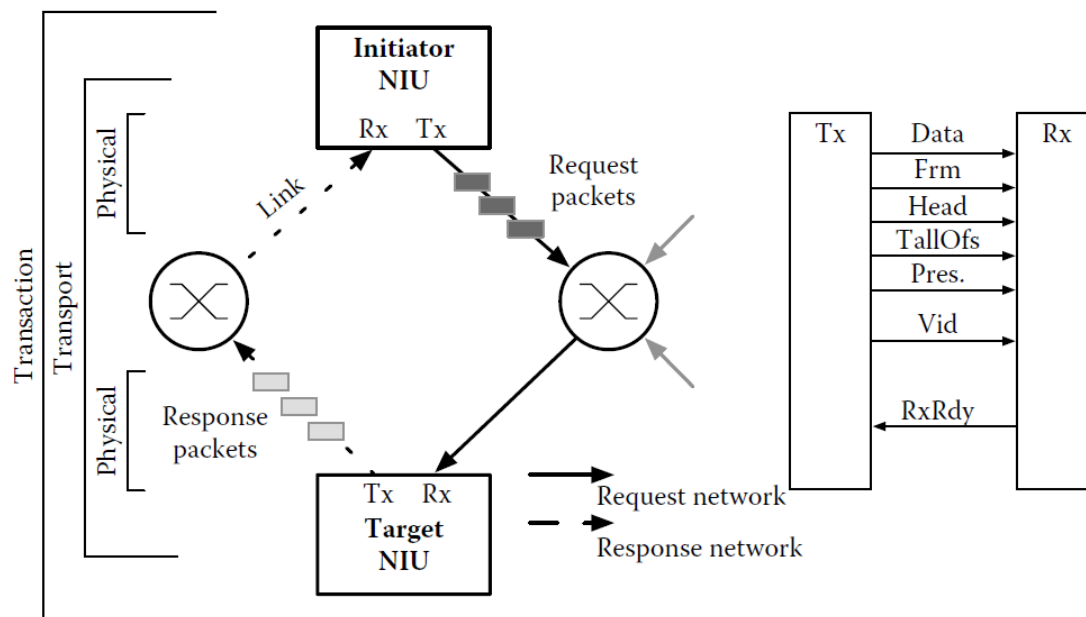 Transaction
Transport
Physical
Physical
Initiator
NIU
Rx Tx
Link
Request
packets
Response
packets
Tx Rx
Target
NIU
Request network
Response network
Tx
Rx
Data
Frm
Head
TallOfs
Pres.
Vid
RxRdy